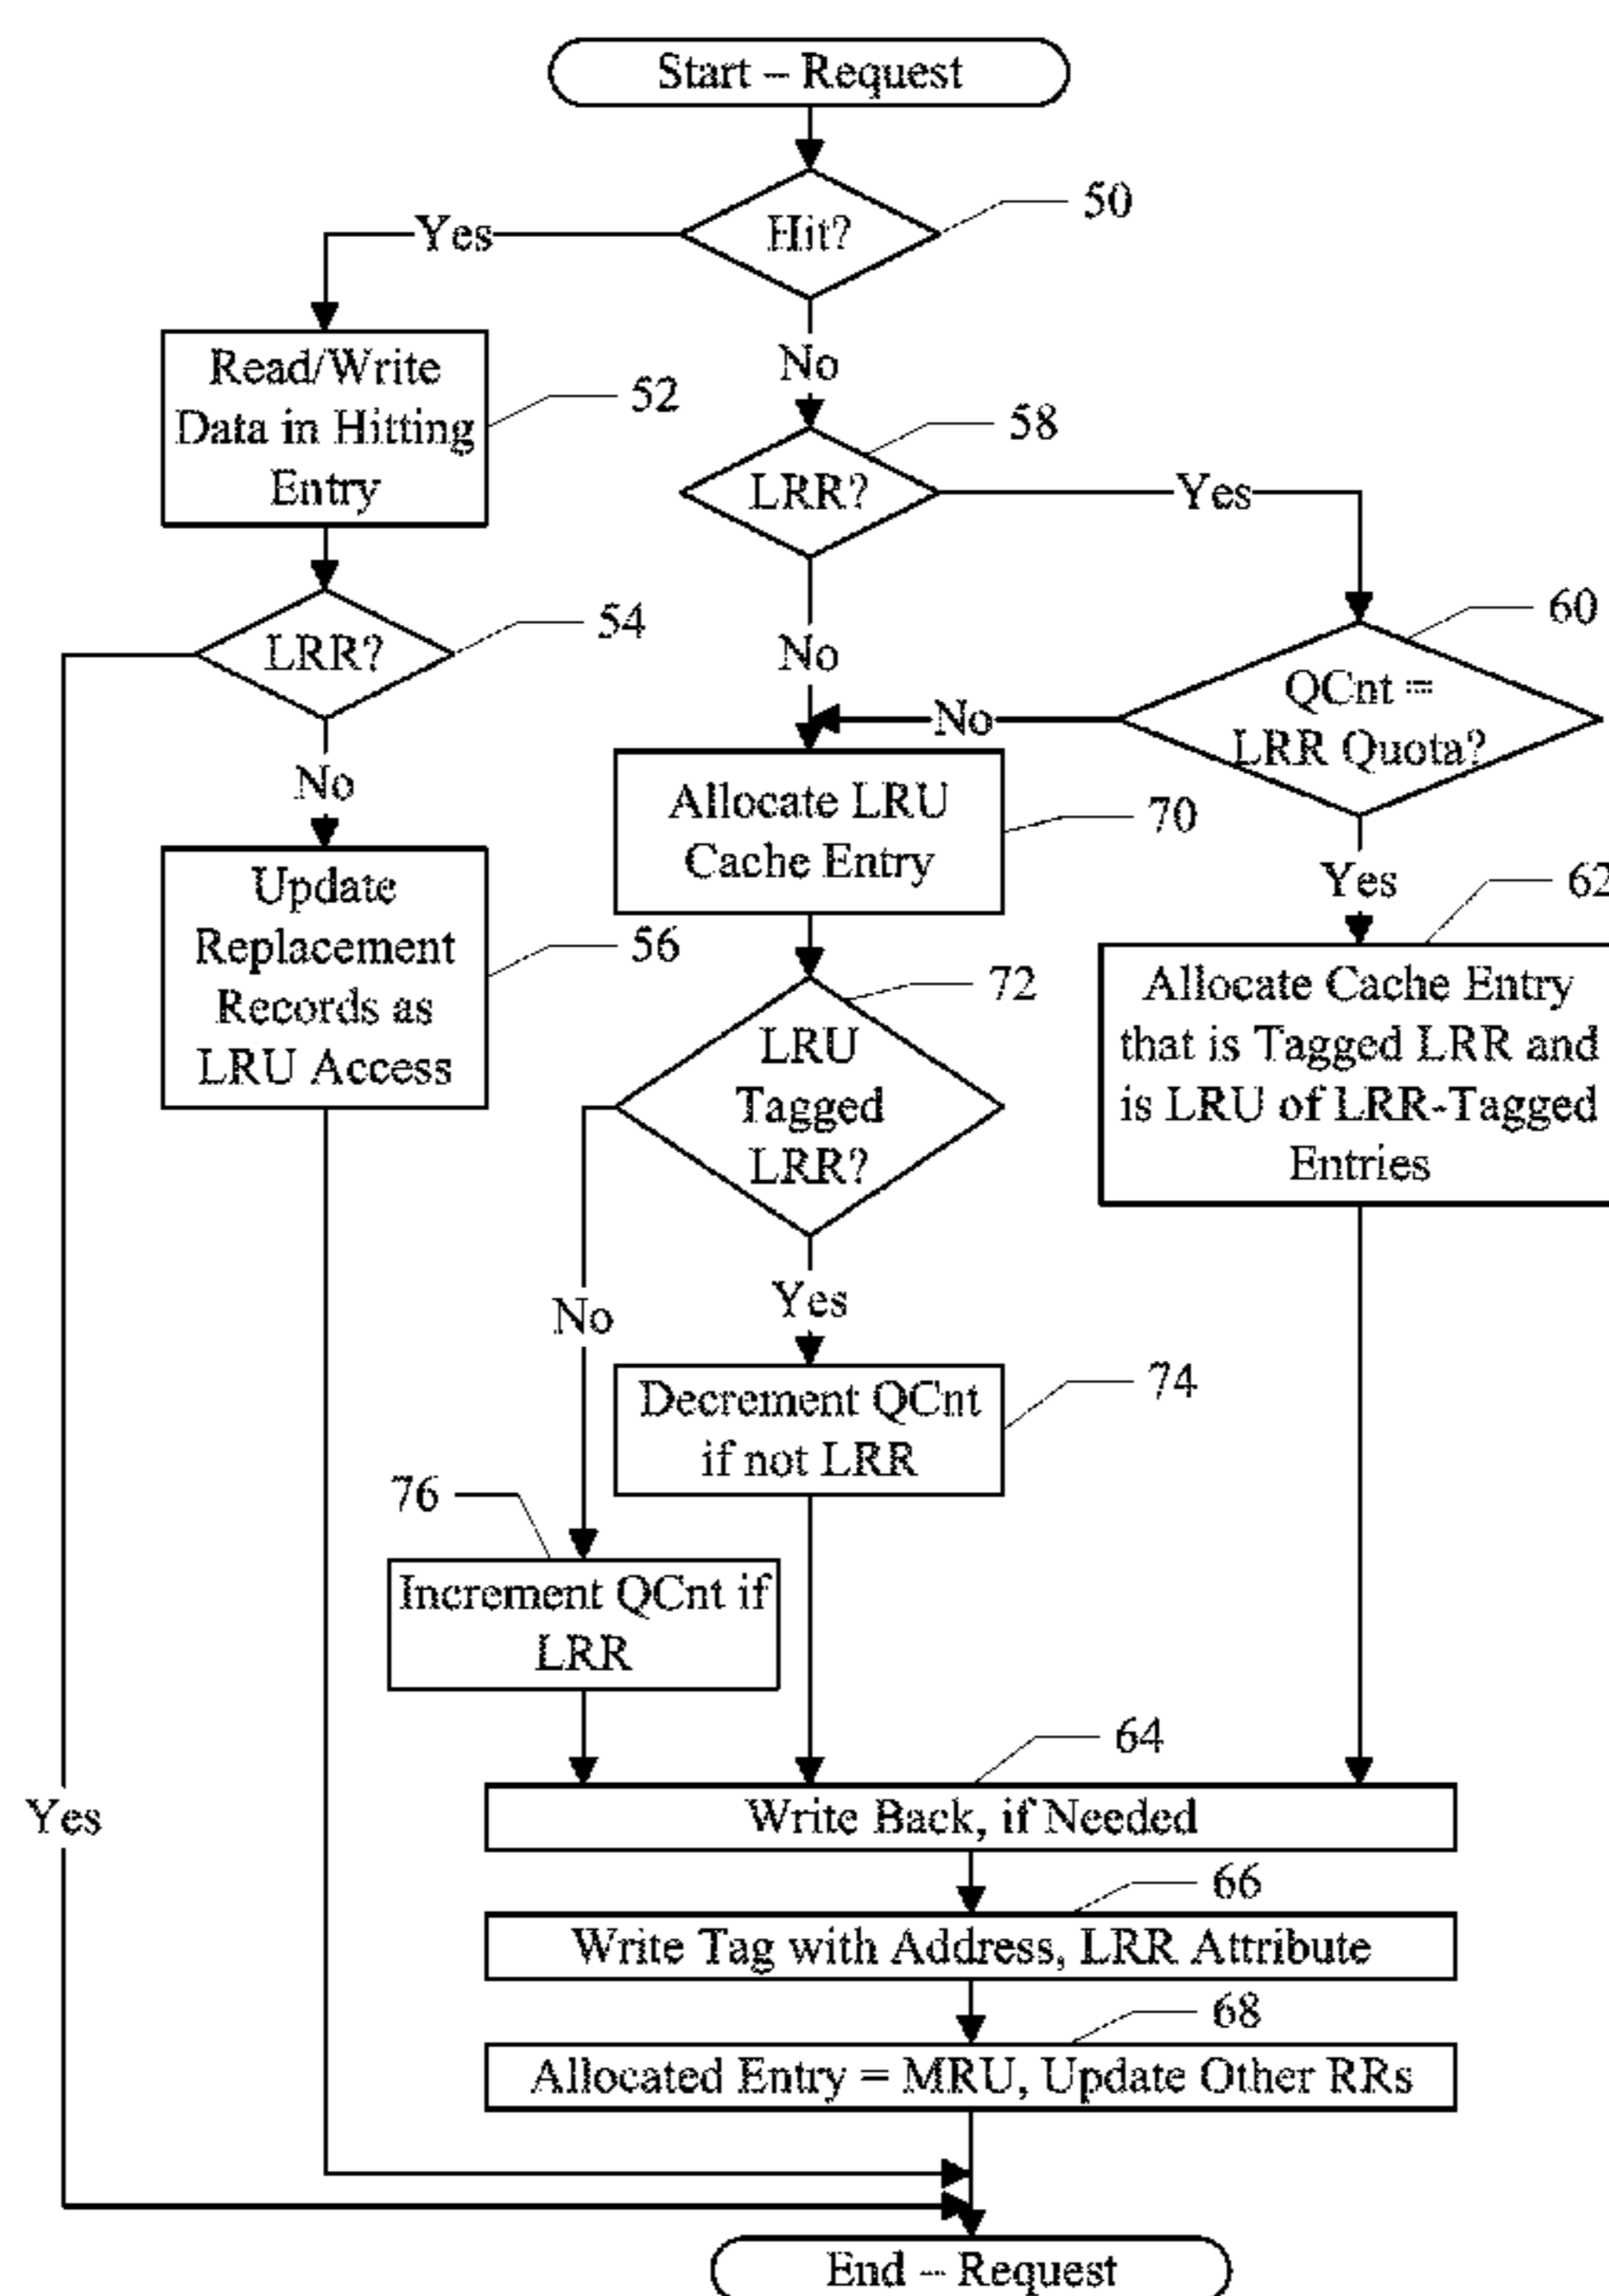 Start – Request
Hit?
50
Yes
No
Read/Write
Data in Hitting
Entry
52
LRR?
58
Yes
LRR?
54
No
QCnt =
LRR Quota?
60
No
No
Allocate LRU
Cache Entry
70
Yes
62
Update
Replacement
Records as
LRU Access
56
LRU
Tagged
LRR?
72
Allocate Cache Entry
that is Tagged LRR and
is LRU of LRR-Tagged
Entries
No
Yes
Decrement QCnt
if not LRR
74
76
Increment QCnt if
LRR
64
Write Back, if Needed
Yes
66
Write Tag with Address, LRR Attribute
68
Allocated Entry = MRU, Update Other RRs
End – Request